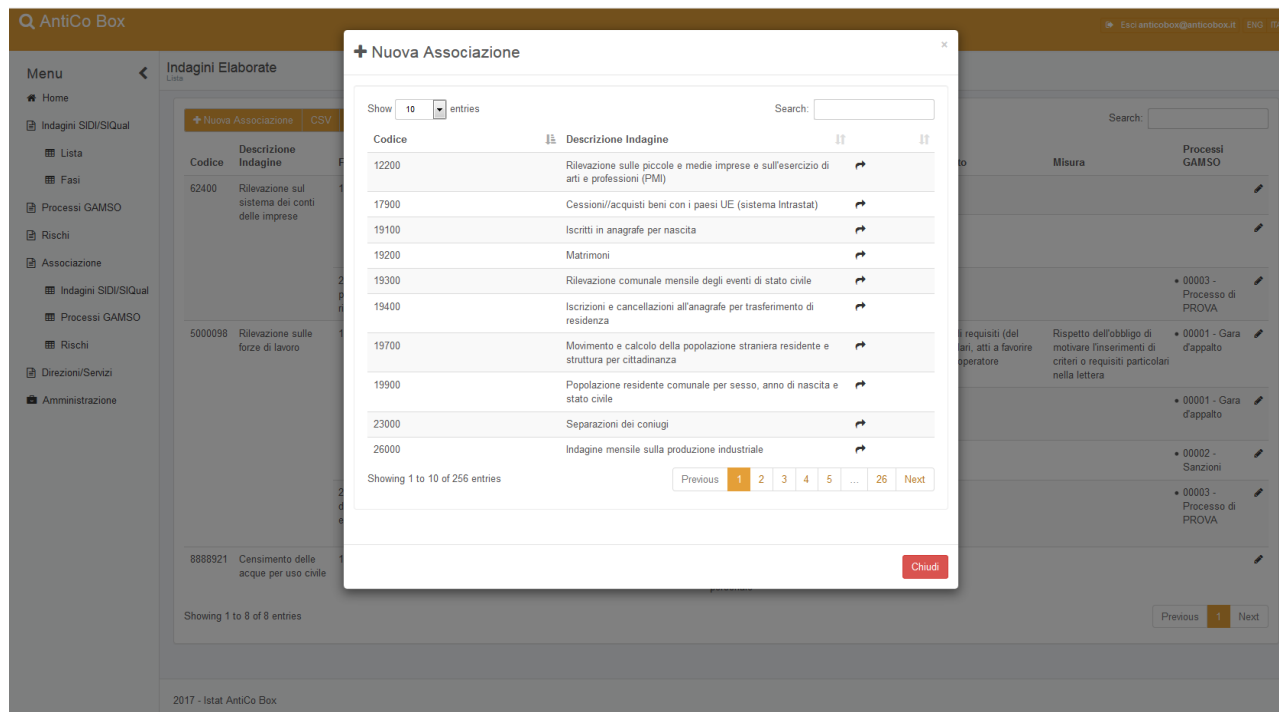 AntiCo Box
Esci anticobox@anticobox.it ENG
Menu
Home
Indagini SIDI/SIQual
Lista
Fasi
Processi GAMSO
Rischi
Associazione
Indagini SIDI/SIQual
Processi GAMSO
Rischi
Direzioni/Servizi
Amministrazione
Indagini Elaborate
Lista
Nuova Associazione CSV
Search:
Codice Descrizione Misura Processi
Indagine GAMSO
62400 Rilevazione sul
sistema dei conti
delle imprese
• 00003 -
Processo di
PROVA
5000098 Rilevazione sulle
forze di lavoro
requisiti (del
atti a favorire
operatore
Rispetto dell'obbligo di
motivare l'inserimenti di
criteri o requisiti particolari
nella lettera
• 00001 - Gara
d'appalto
• 00001 - Gara
d'appalto
• 00002 -
Sanzioni
• 00003 -
Processo di
PROVA
8888921 Censimento delle
acque per uso civile
Showing 1 to 8 of 8 entries
Previous 1 Next
2017 - Istat AntiCo Box
Nuova Associazione ×
Show 10 entries Search:
Codice Descrizione Indagine
12200 Rilevazione sulle piccole e medie imprese e sull'esercizio di
arti e professioni (PMI)
17900 Cessioni//acquisti beni con i paesi UE (sistema Intrastat)
19100 Iscritti in anagrafe per nascita
19200 Matrimoni
19300 Rilevazione comunale mensile degli eventi di stato civile
19400 Iscrizioni e cancellazioni all'anagrafe per trasferimento di
residenza
19700 Movimento e calcolo della popolazione straniera residente e
struttura per cittadinanza
19900 Popolazione residente comunale per sesso, anno di nascita e
stato civile
23000 Separazioni dei coniugi
26000 Indagine mensile sulla produzione industriale
Showing 1 to 10 of 256 entries
Previous 1 2 3 4 5 ... 26 Next
Chiudi